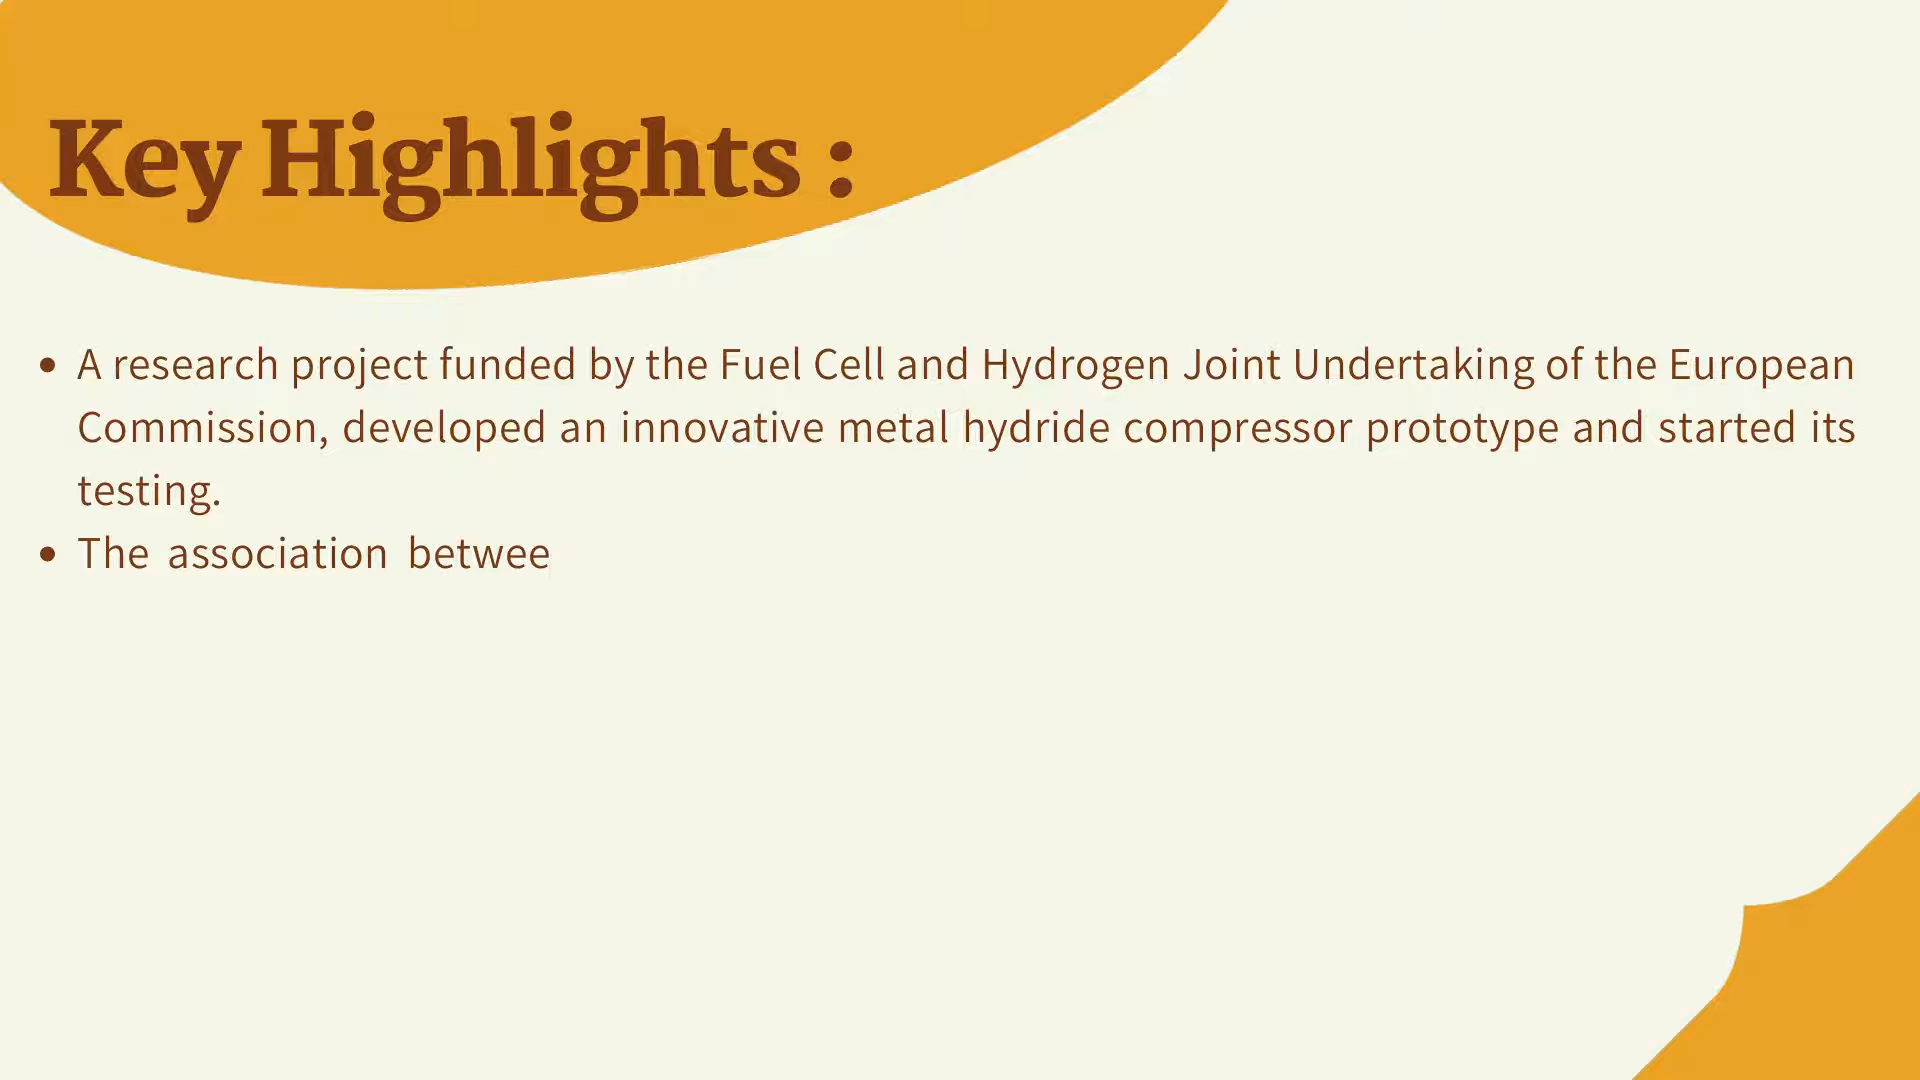 Key Highlights :
• A research project funded by the Fuel Cell and Hydrogen Joint Undertaking of the European
Commission, developed an innovative metal hydride compressor prototype and started its
testing.
• The association betwee